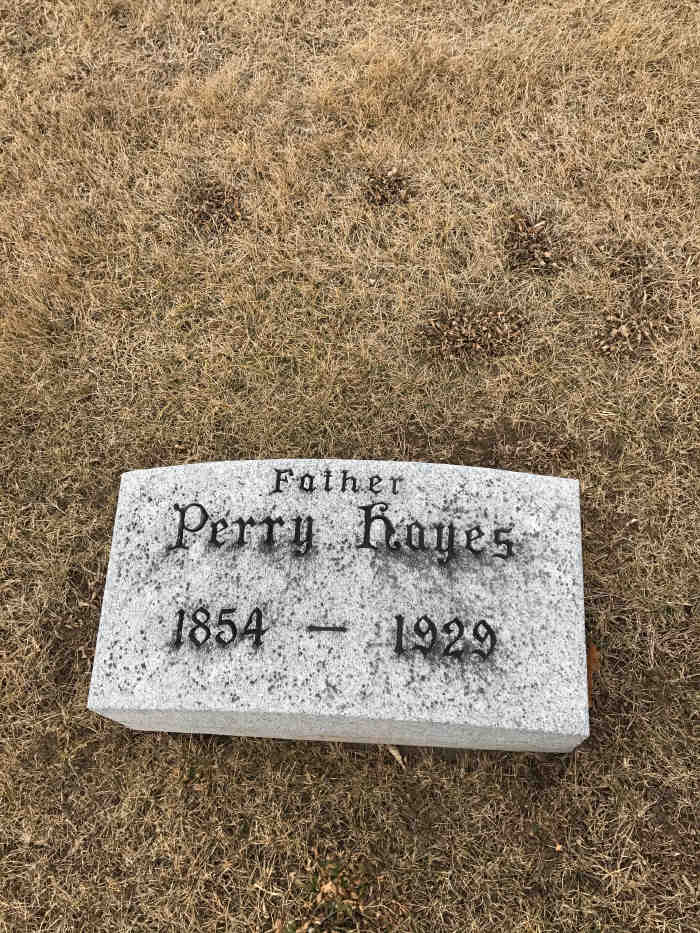 Father
Perry Hayes
1854 — 1929